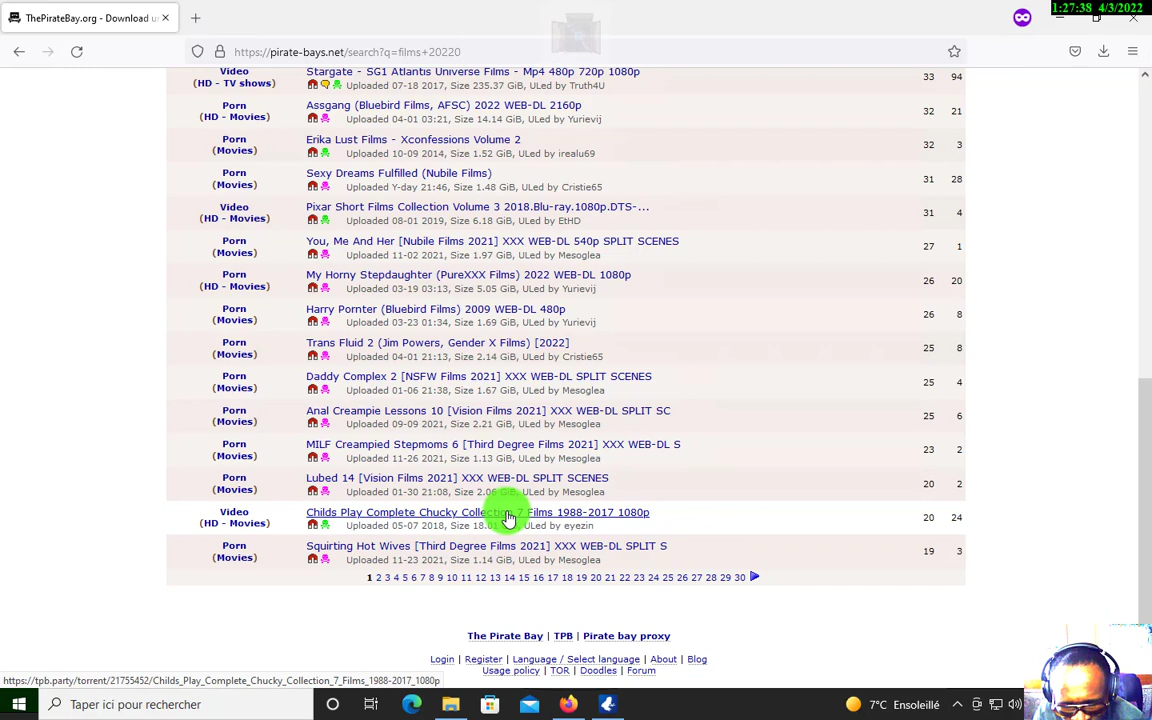 1:27:38 4/3/2022
ThePirateBay.org - Download u
https://pirate-bays.net/search?q=films+20220
Video
(HD - TV shows)
Stargate - SG1 Atlantis Universe Films - Mp4 480p 720p 1080p
Uploaded 07-18 2017, Size 235.37 GiB, ULed by Truth4U
33 94
Porn
(HD - Movies)
Assgang (Bluebird Films, AFSC) 2022 WEB-DL 2160p
Uploaded 04-01 03:21, Size 14.14 GiB, ULed by Yurievij
32 21
Porn
(Movies)
Erika Lust Films - Xconfessions Volume 2
Uploaded 10-09 2014, Size 1.52 GiB, ULed by irealu69
32 3
Porn
(Movies)
Sexy Dreams Fulfilled (Nubile Films)
Uploaded Y-day 21:46, Size 1.48 GiB, ULed by Cristie65
31 28
Video
(HD - Movies)
Pixar Short Films Collection Volume 3 2018.Blu-ray.1080p.DTS-...
Uploaded 08-01 2019, Size 6.18 GiB, ULed by EtHD
31 4
Porn
(Movies)
You, Me And Her [Nubile Films 2021] XXX WEB-DL 540p SPLIT SCENES
Uploaded 11-02 2021, Size 1.97 GiB, ULed by Mesoglea
27 1
Porn
(HD - Movies)
My Horny Stepdaughter (PureXXX Films) 2022 WEB-DL 1080p
Uploaded 03-19 03:13, Size 5.05 GiB, ULed by Yurievij
26 20
Porn
(Movies)
Harry Pornter (Bluebird Films) 2009 WEB-DL 480p
Uploaded 03-23 01:34, Size 1.69 GiB, ULed by Yurievij
26 8
Porn
(Movies)
Trans Fluid 2 (Jim Powers, Gender X Films) [2022]
Uploaded 04-01 21:13, Size 2.14 GiB, ULed by Cristie65
25 8
Porn
(Movies)
Daddy Complex 2 [NSFW Films 2021] XXX WEB-DL SPLIT SCENES
Uploaded 01-06 21:38, Size 1.67 GiB, ULed by Mesoglea
25 4
Porn
(Movies)
Anal Creampie Lessons 10 [Vision Films 2021] XXX WEB-DL SPLIT SC
Uploaded 09-09 2021, Size 2.21 GiB, ULed by Mesoglea
25 6
Porn
(Movies)
MILF Creampied Stepmoms 6 [Third Degree Films 2021] XXX WEB-DL S
Uploaded 11-26 2021, Size 1.13 GiB, ULed by Mesoglea
23 2
Porn
(Movies)
Lubed 14 [Vision Films 2021] XXX WEB-DL SPLIT SCENES
Uploaded 01-30 21:08, Size 2.06 GiB, ULed by Mesoglea
20 2
Video
(HD - Movies)
Childs Play Complete Chucky Collection 7 Films 1988-2017 1080p
Uploaded 05-07 2018, Size 18.01 GiB, ULed by eyezin
20 24
Porn
(Movies)
Squirting Hot Wives [Third Degree Films 2021] XXX WEB-DL SPLIT S
Uploaded 11-23 2021, Size 1.14 GiB, ULed by Mesoglea
19 3
1 2 3 4 5 6 7 8 9 10 11 12 13 14 15 16 17 18 19 20 21 22 23 24 25 26 27 28 29 30
The Pirate Bay | TPB | Pirate bay proxy
Login | Register | Language / Select language | About | Blog
Usage policy | TOR | Doodles | Forum
https://tpb.party/torrent/21755452/Childs_Play_Complete_Chucky_Collection_7_Films_1988-2017_1080p
Taper ici pour rechercher
7°C Ensoleillé